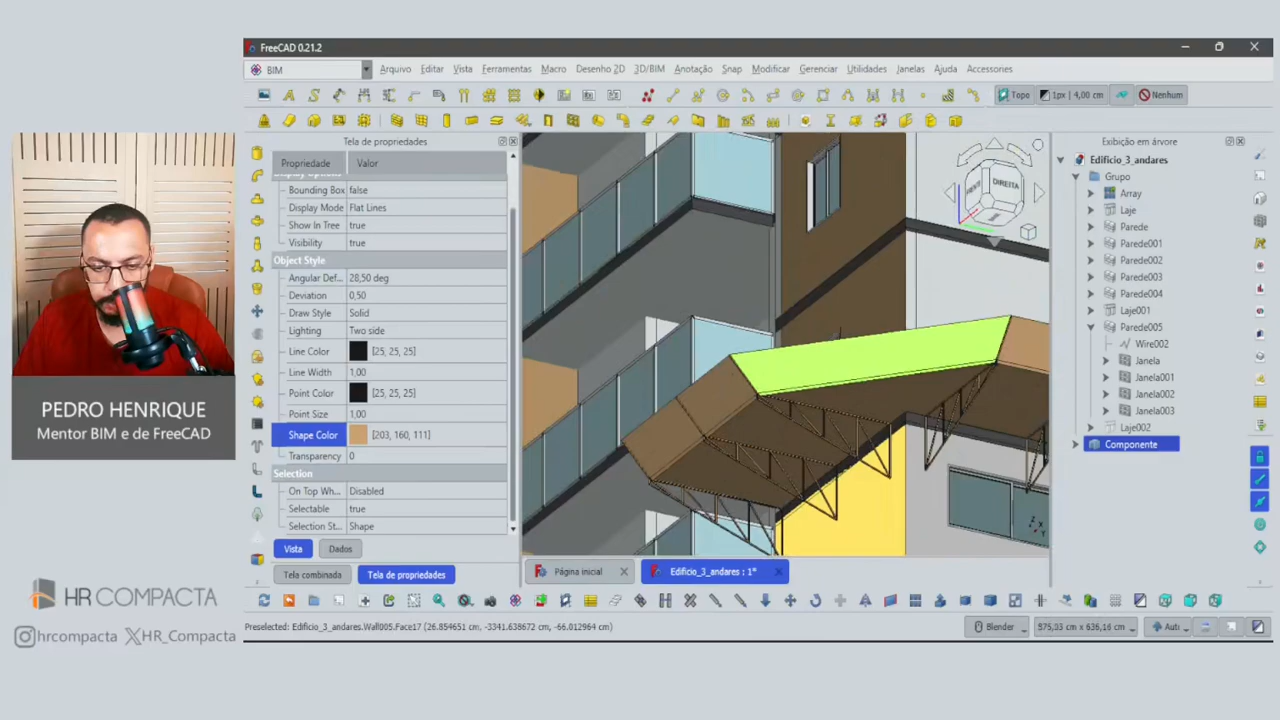 FreeCAD 0.21.2
BIM
Arquivo Editar Vista Ferramentas Macro Desenho 2D 3D/BIM Anotação Snap Modificar Gerenciar Utilidades Janelas Ajuda Accessories
Topo 1px | 4,00 cm Nenhum
Tela de propriedades
Propriedade Valor
Display Options
Bounding Box false
Display Mode Flat Lines
Show In Tree true
Visibility true
Object Style
Angular Def... 28,50 deg
Deviation 0,50
Draw Style Solid
Lighting Two side
Line Color [25, 25, 25]
Line Width 1,00
Point Color [25, 25, 25]
Point Size 1,00
Shape Color [203, 160, 111]
Transparency 0
Selection
On Top Wh... Disabled
Selectable true
Selection St... Shape
Vista Dados
Tela combinada Tela de propriedades
DIREITA
Página inicial Edificio_3_andares : 1*
Exibição em árvore
Edificio_3_andares
Grupo
Array
Laje
Parede
Parede001
Parede002
Parede003
Parede004
Laje001
Parede005
Wire002
Janela
Janela001
Janela002
Janela003
Laje002
Componente
Preselected: Edificio_3_andares.Wall005.Face17 (26.854651 cm, -3341.638672 cm, -66.012964 cm)
Blender 875,03 cm x 636,16 cm Auti
PEDRO HENRIQUE
Mentor BIM e de FreeCAD
HR COMPACTA
@hrcompacta HR_Compacta